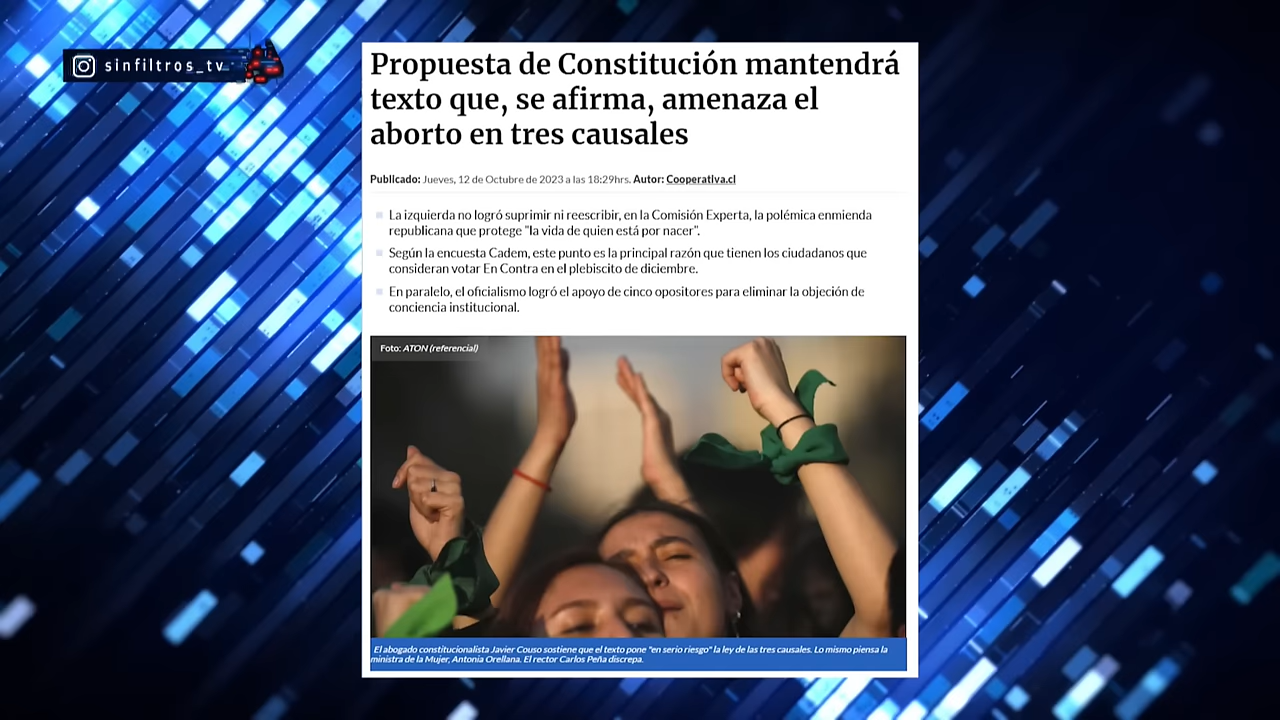 sinfiltros_tv
Propuesta de Constitución mantendrá
texto que, se afirma, amenaza el
aborto en tres causales
Publicado: Jueves, 12 de Octubre de 2023 a las 18:29hrs. Autor: Cooperativa.cl
La izquierda no logró suprimir ni reescribir, en la Comisión Experta, la polémica enmienda
republicana que protege "la vida de quien está por nacer".
Según la encuesta Cadem, este punto es la principal razón que tienen los ciudadanos que
consideran votar En Contra en el plebiscito de diciembre.
En paralelo, el oficialismo logró el apoyo de cinco opositores para eliminar la objeción de
conciencia institucional.
Foto: ATON (referencial)
El abogado constitucionalista Javier Couso sostiene que el texto pone "en serio riesgo" la ley de las tres causales. Lo mismo piensa la
ministra de la Mujer, Antonia Orellana. El rector Carlos Peña discrepa.